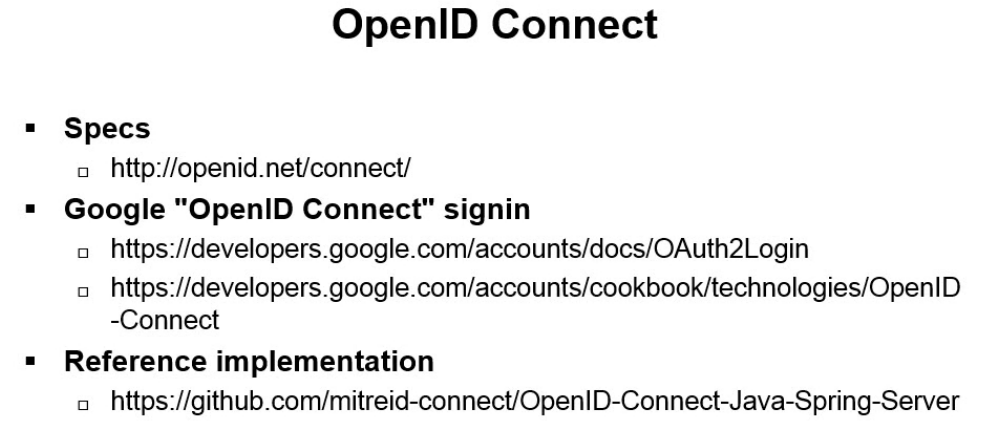 OpenID Connect
▪ Specs
▫ http://openid.net/connect/
▪ Google "OpenID Connect" signin
▫ https://developers.google.com/accounts/docs/OAuth2Login
▫ https://developers.google.com/accounts/cookbook/technologies/OpenID
-Connect
▪ Reference implementation
▫ https://github.com/mitreid-connect/OpenID-Connect-Java-Spring-Server